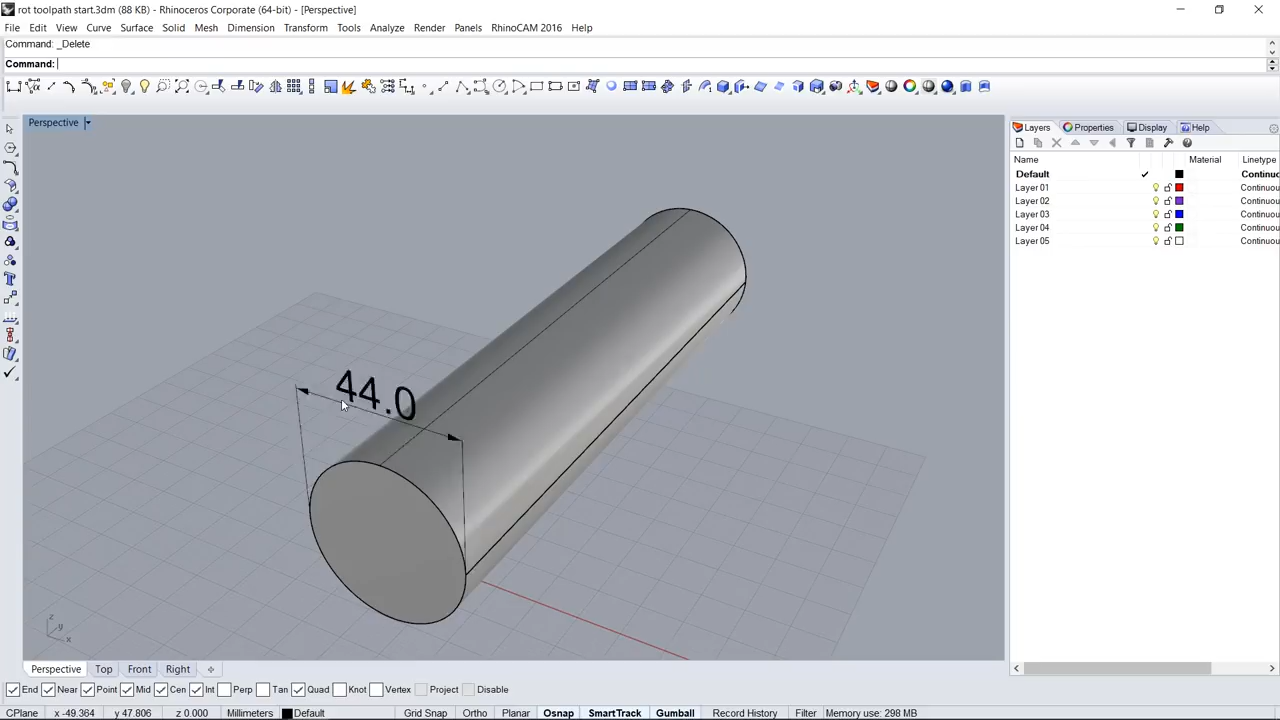 rot toolpath start.3dm (88 KB) - Rhinoceros Corporate (64-bit) - [Perspective]
File Edit View Curve Surface Solid Mesh Dimension Transform Tools Analyze Render Panels RhinoCAM 2016 Help
Command: _Delete
Command:
Perspective
Layers Properties Display Help
Name Material Linetype
Default Continuo
Layer 01 Continuou
Layer 02 Continuou
Layer 03 Continuou
Layer 04 Continuou
Layer 05 Continuou
44.0
z
y
x
Perspective Top Front Right
End Near Point Mid Cen Int Perp Tan Quad Knot Vertex Project Disable
CPlane x -49.364 y 47.806 z 0.000 Millimeters Default Grid Snap Ortho Planar Osnap SmartTrack Gumball Record History Filter Memory use: 298 MB